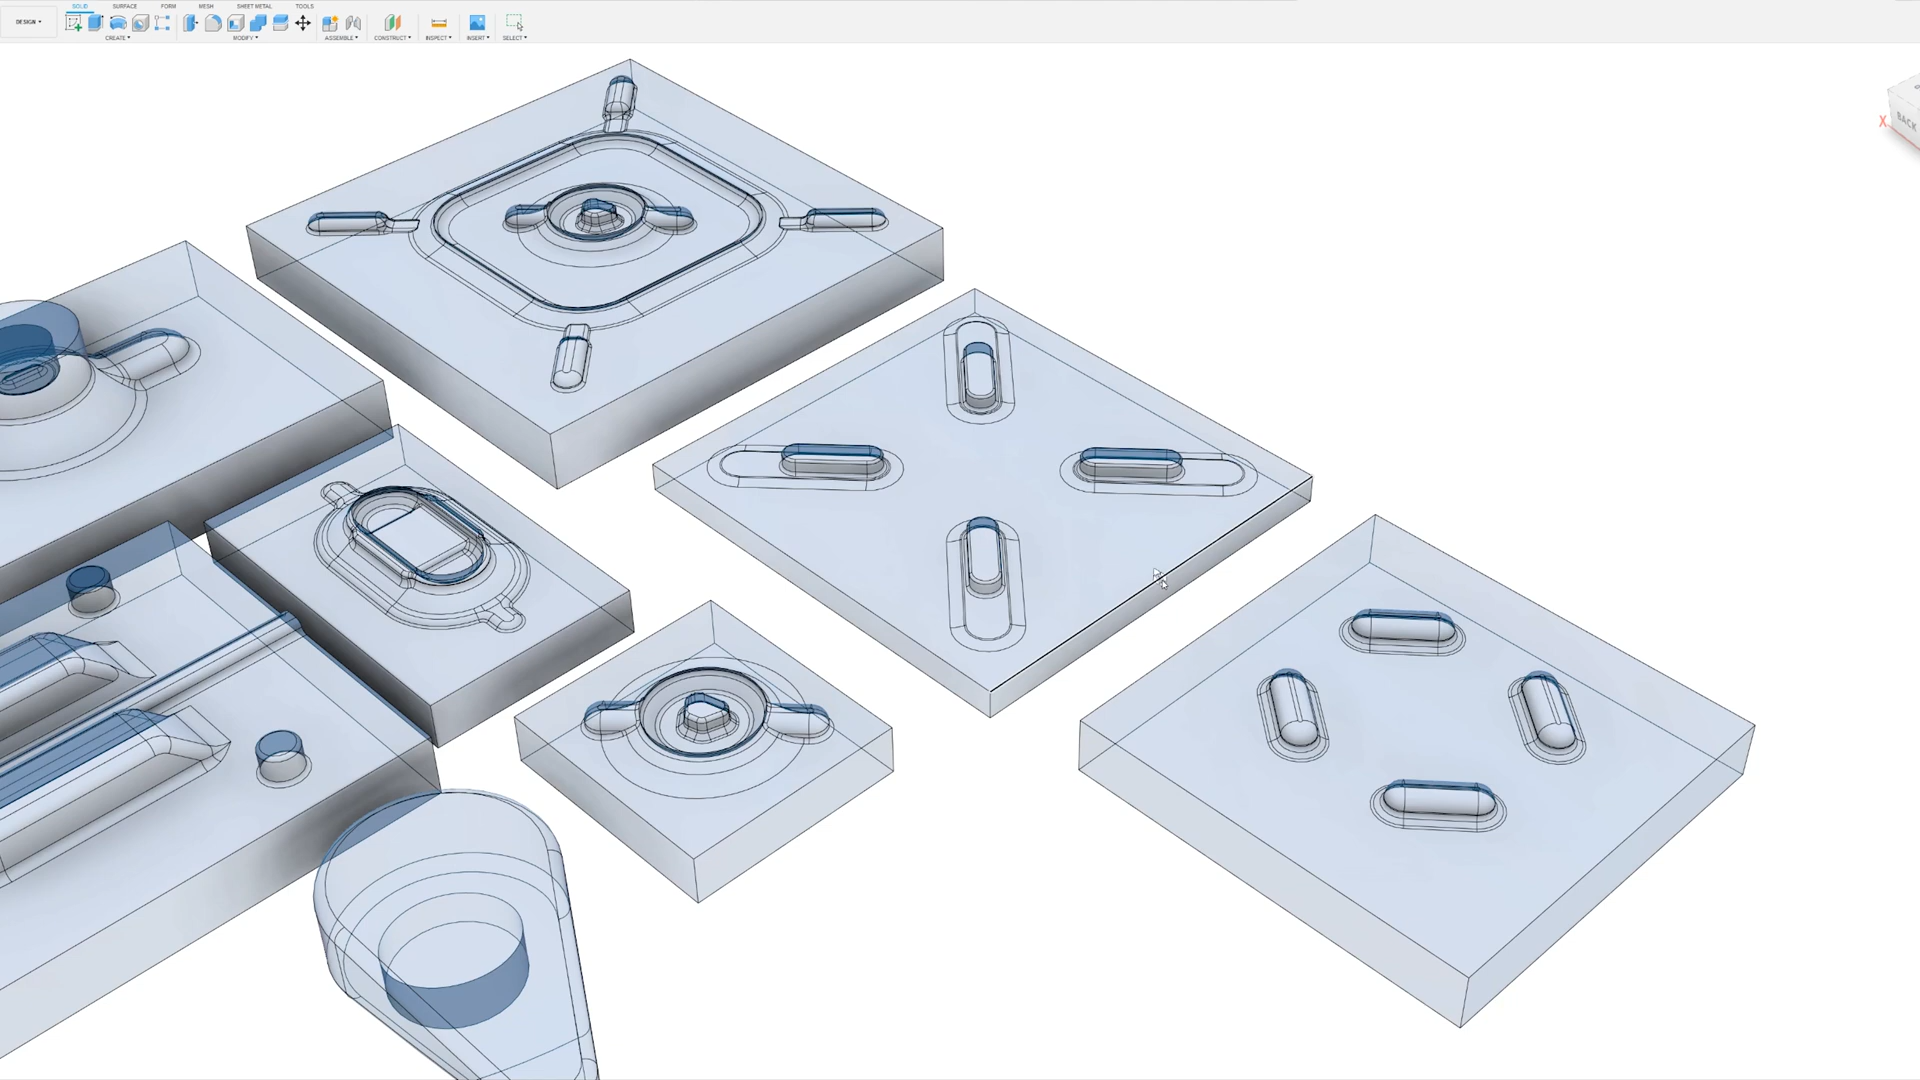 SOLID SURFACE FORM MESH SHEET METAL TOOLS
DESIGN ▾
CREATE ▾ MODIFY ▾ ASSEMBLE ▾ CONSTRUCT ▾ INSPECT ▾ INSERT ▾ SELECT ▾
X
BACK